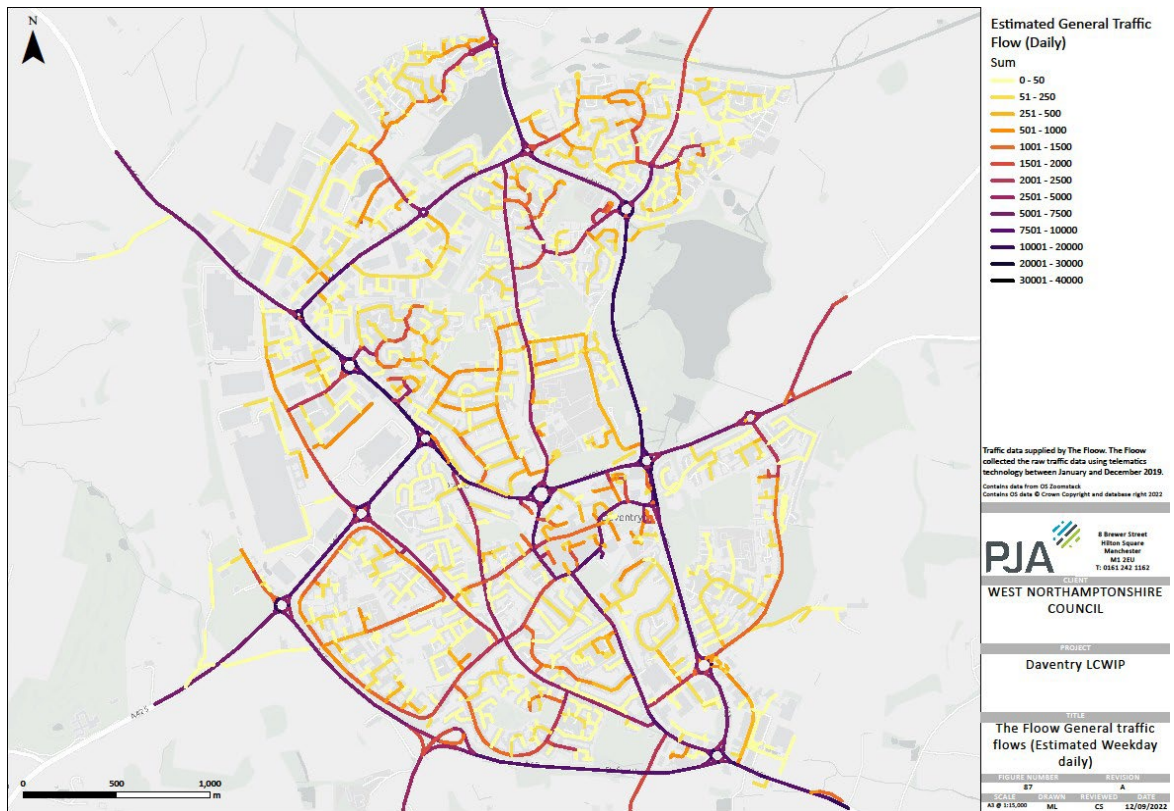 N
Estimated General Traffic
Flow (Daily)
Sum
0 - 50
51 - 250
251 - 500
501 - 1000
1001 - 1500
1501 - 2000
2001 - 2500
2501 - 5000
5001 - 7500
7501 - 10000
10001 - 20000
20001 - 30000
30001 - 40000
Traffic data supplied by The Floow. The Floow
collected the raw traffic data using telematics
technology between January and December 2019.
Contains data from OS Zoomstack
Contains OS data © Crown Copyright and database right 2022
PJA
8 Brewer Street
Hilton Square
Manchester
M1 2EU
T: 0161 242 1162
CLIENT
WEST NORTHAMPTONSHIRE
COUNCIL
PROJECT
Daventry LCWIP
TITLE
The Floow General traffic
flows (Estimated Weekday
daily)
FIGURE NUMBER REVISION
87 A
SCALE DRAWN REVIEWED DATE
A3 @ 1:15,000 ML CS 12/09/2022
A425
0 500 1,000
m